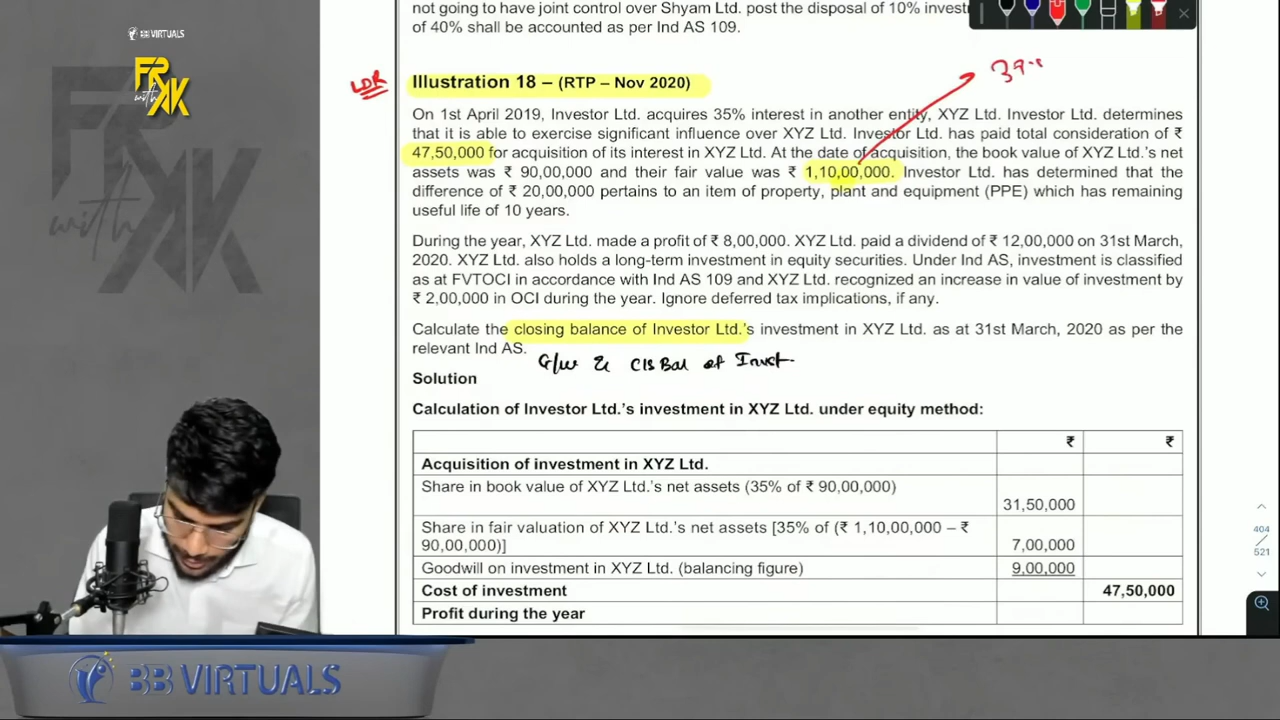 not going to have joint control over Shyam Ltd. post the disposal of 10% invest
of 40% shall be accounted as per Ind AS 109.
BB VIRTUALS
FR
with
AK
FR
with
AK
LDR
Illustration 18 – (RTP – Nov 2020)
On 1st April 2019, Investor Ltd. acquires 35% interest in another entity, XYZ Ltd. Investor Ltd. determines
that it is able to exercise significant influence over XYZ Ltd. Investor Ltd. has paid total consideration of ₹
47,50,000 for acquisition of its interest in XYZ Ltd. At the date of acquisition, the book value of XYZ Ltd.'s net
assets was ₹ 90,00,000 and their fair value was ₹ 1,10,00,000. Investor Ltd. has determined that the
difference of ₹ 20,00,000 pertains to an item of property, plant and equipment (PPE) which has remaining
useful life of 10 years.
During the year, XYZ Ltd. made a profit of ₹ 8,00,000. XYZ Ltd. paid a dividend of ₹ 12,00,000 on 31st March,
2020. XYZ Ltd. also holds a long-term investment in equity securities. Under Ind AS, investment is classified
as at FVTOCI in accordance with Ind AS 109 and XYZ Ltd. recognized an increase in value of investment by
₹ 2,00,000 in OCI during the year. Ignore deferred tax implications, if any.
Calculate the closing balance of Investor Ltd.'s investment in XYZ Ltd. as at 31st March, 2020 as per the
relevant Ind AS.
G/w & Cls Bal of Invst
Solution
Calculation of Investor Ltd.'s investment in XYZ Ltd. under equity method:
₹ ₹
Acquisition of investment in XYZ Ltd.
Share in book value of XYZ Ltd.'s net assets (35% of ₹ 90,00,000) 31,50,000
Share in fair valuation of XYZ Ltd.'s net assets [35% of (₹ 1,10,00,000 – ₹
90,00,000)] 7,00,000
Goodwill on investment in XYZ Ltd. (balancing figure) 9,00,000
Cost of investment 47,50,000
Profit during the year
404
521
BB VIRTUALS